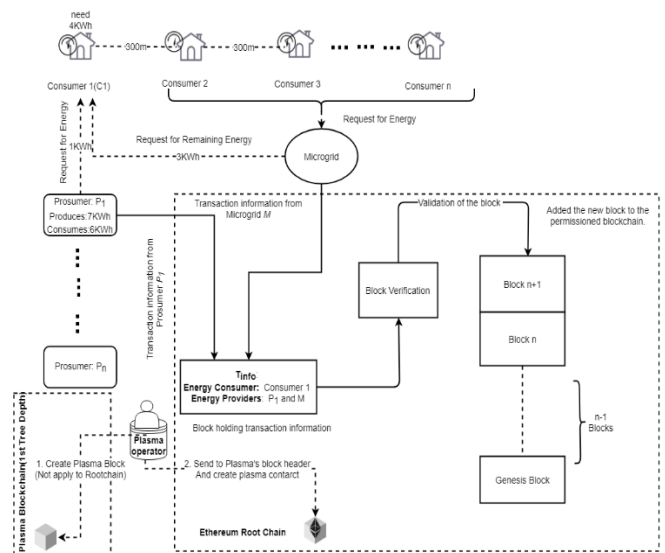 need
4KWh
300m
300m
Consumer 1(C1)
Consumer 2
Consumer 3
Consumer n
Request for Energy
Request for Energy
1KWh
Request for Remaining Energy
3KWh
Microgrid
Prosumer: P1
Produces:7KWh
Consumes:6KWh
Transaction information from
Microgrid M
Validation of the block
Added the new block to the
permissioned blockchain.
Transaction information from
Prosumer P1
Block Verification
Block n+1
Block n
Prosumer: Pn
Tinfo:
Energy Consumer: Consumer 1
Energy Providers: P1 and M
Block holding transaction information
n-1
Blocks
Genesis Block
Plasma Blockchain(1st Tree Depth)
Plasma
operator
1. Create Plasma Block
(Not apply to Rootchain)
2. Send to Plasma's block header
And create plasma contarct
Ethereum Root Chain